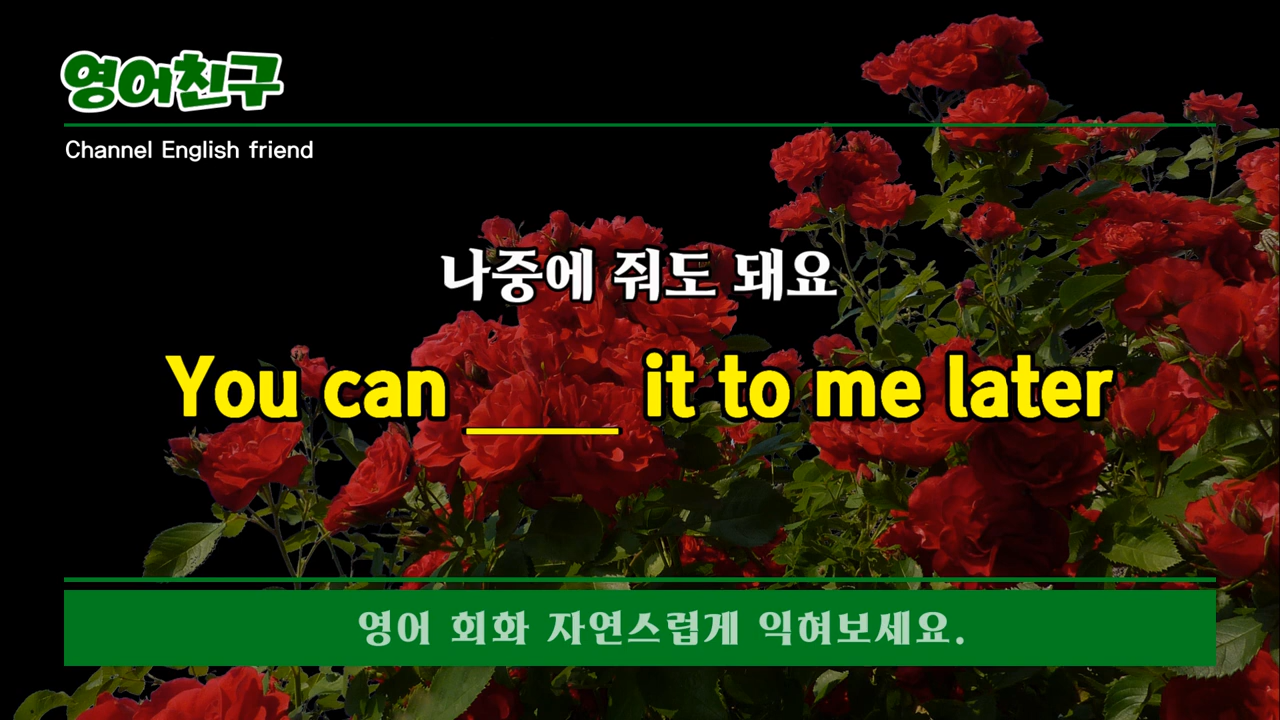 영어친구
Channel English friend
나중에 줘도 돼요
You can ____ it to me later
영어 회화 자연스럽게 익혀보세요.